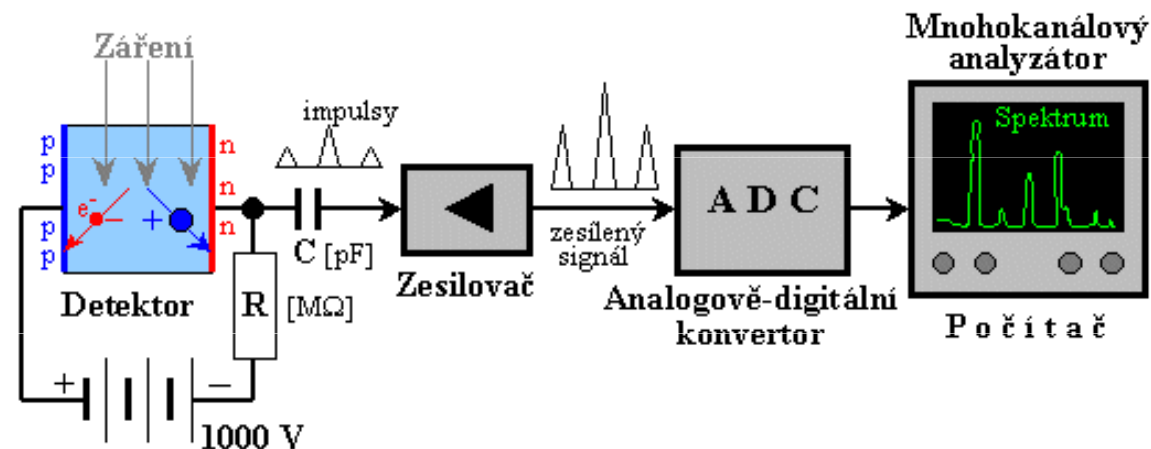 Záření
p
p
p
p
n
n
n
e-
−
+
Detektor
impulsy
C [pF]
R [MΩ]
+
−
1000 V
Zesilovač
zesílený
signál
A D C
Analogově-digitální
konvertor
Mnohokanálový
analyzátor
Spektrum
Počítač